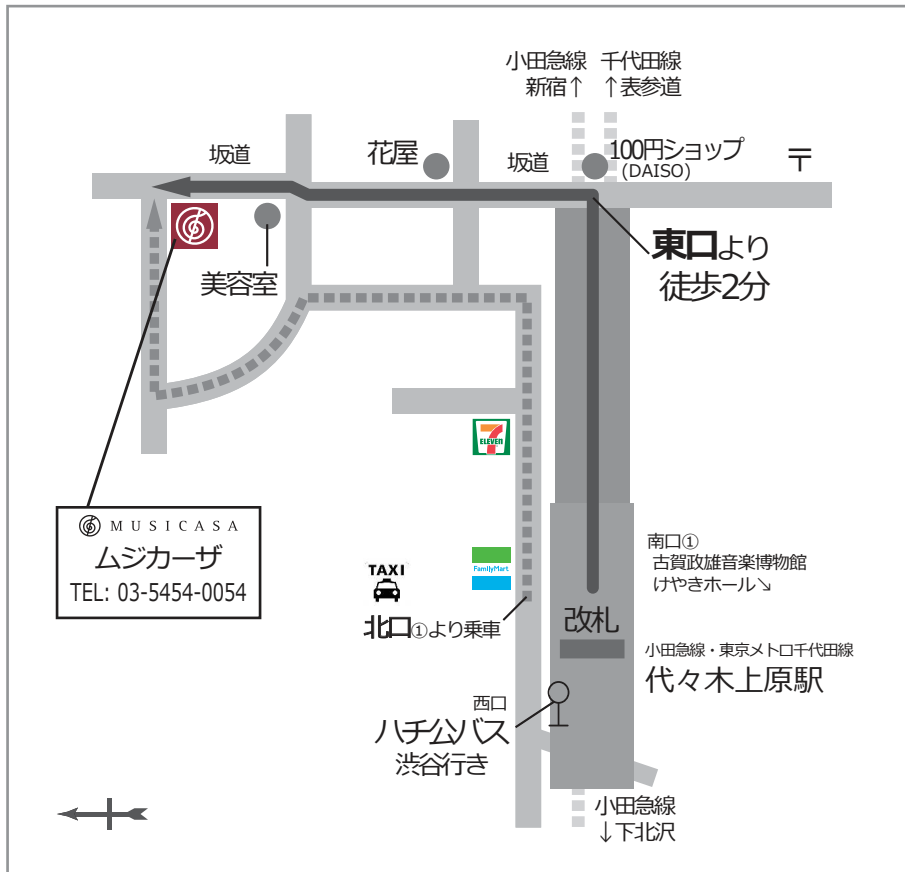 小田急線
新宿↑
千代田線
↑表参道
坂道
花屋
坂道
100円ショップ
(DAISO)
〒
東口より
徒歩2分
美容室
7
ELEVEN
MUSICASA
ムジカーザ
TEL: 03-5454-0054
TAXI
FamilyMart
北口①より乗車
南口①
古賀政雄音楽博物館
けやきホール↘
改札
小田急線・東京メトロ千代田線
代々木上原駅
西口
ハチ公バス
渋谷行き
小田急線
↓下北沢